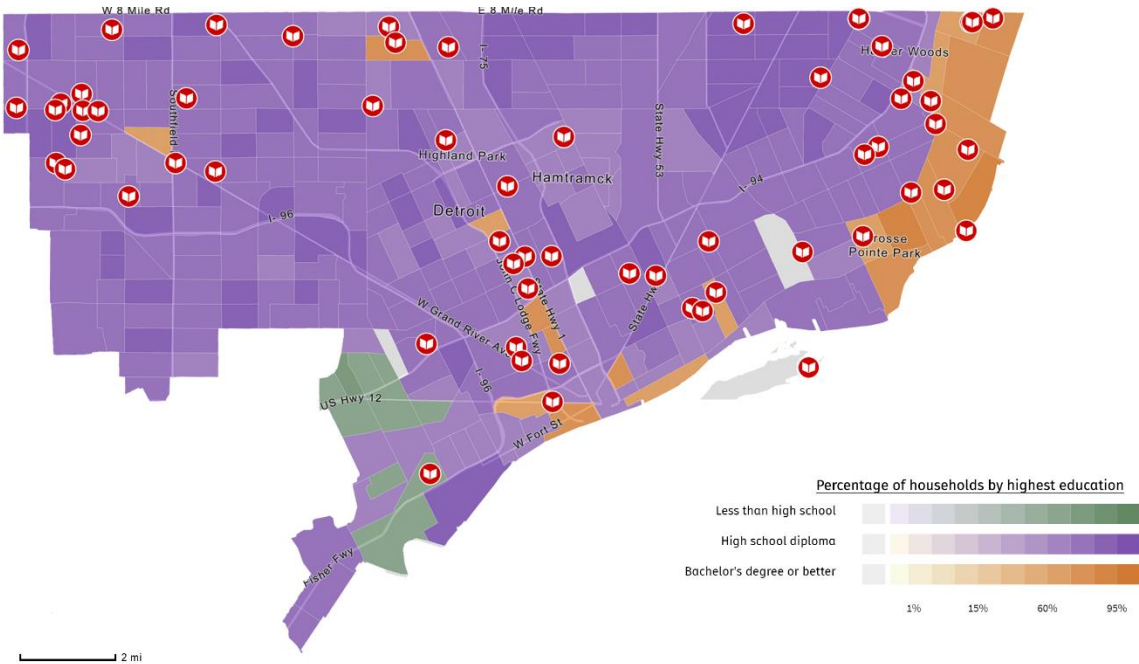 W 8 Mile Rd
E 8 Mile Rd
I- 75
Woods
Southfield
State Hwy 53
Highland Park
Hamtramck
I- 94
Detroit
I- 96
rosse
Pointe Park
John C Lodge Fwy
State Hwy 1
State Hw
W Grand River Ave
I- 96
US Hwy 12
W Fort St
Fisher Fwy
Percentage of households by highest education
Less than high school
High school diploma
Bachelor's degree or better
1% 15% 60% 95%
2 mi